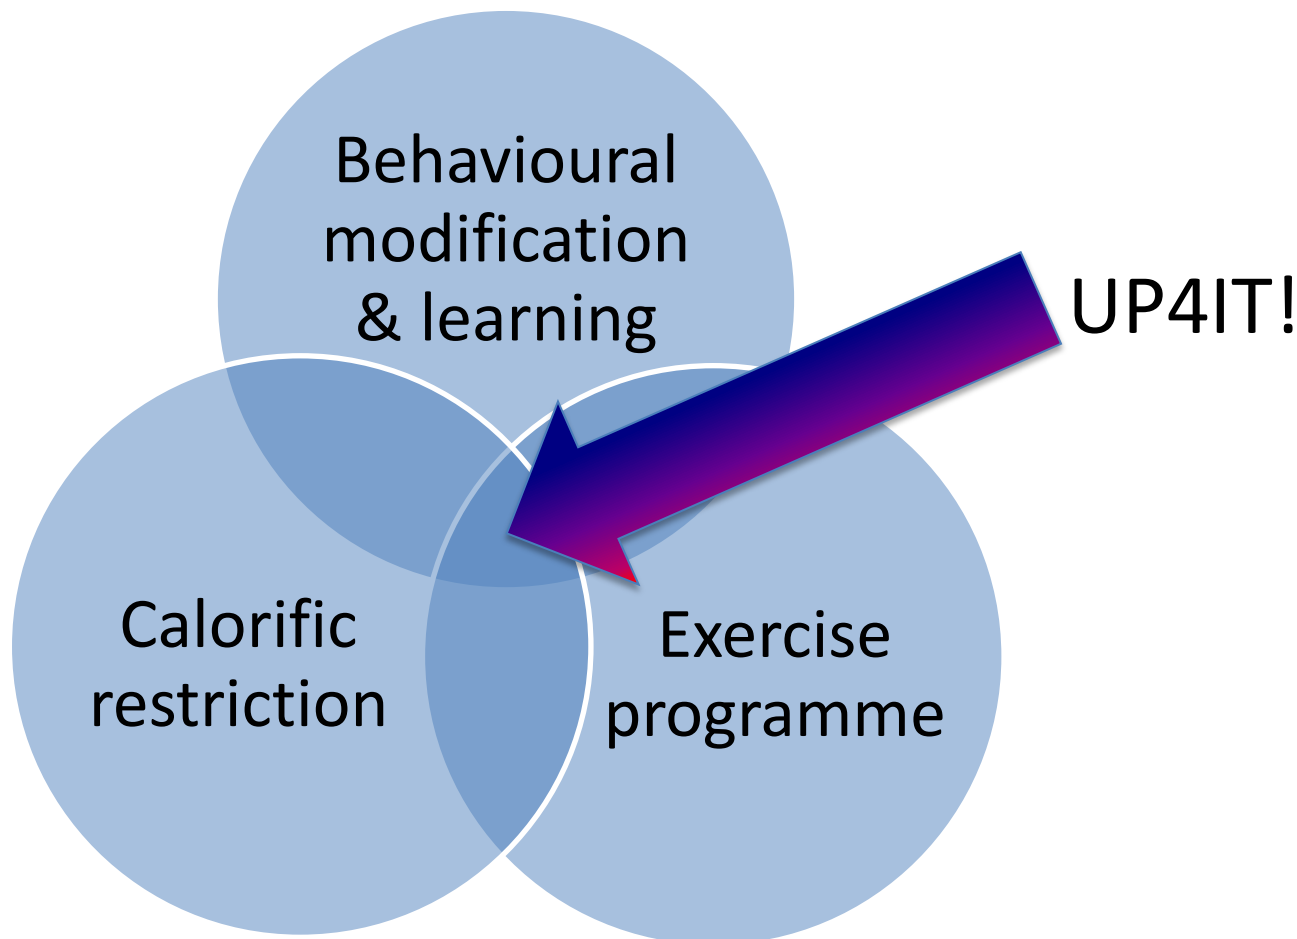 Behavioural
modification
& learning
UP4IT!
Calorific
restriction
Exercise
programme